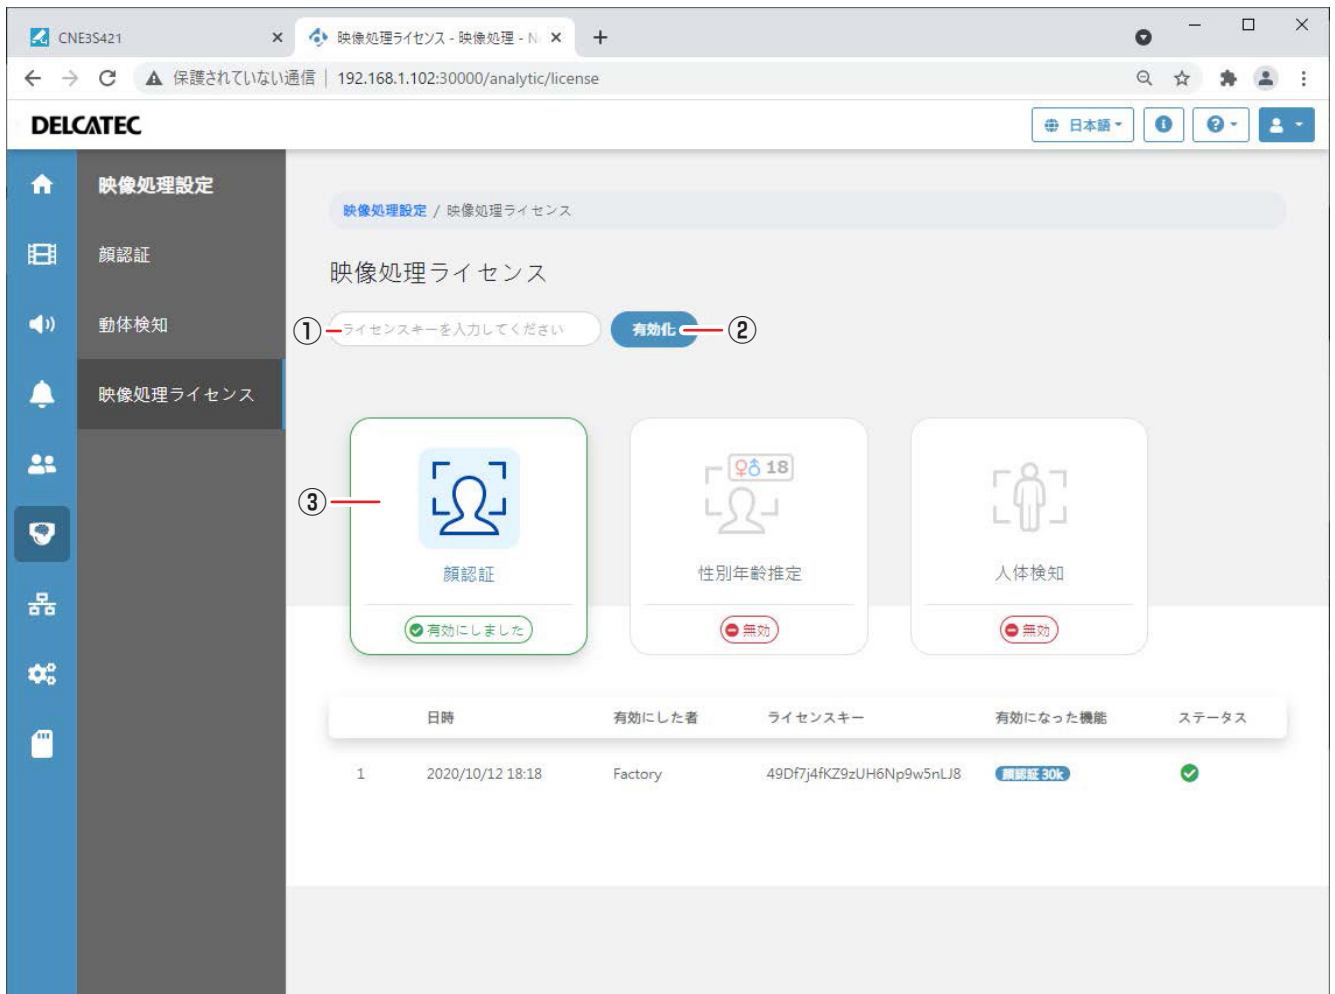 CNE3S421
映像処理ライセンス - 映像処理 - N
保護されていない通信 | 192.168.1.102:30000/analytic/license
DELCATEC
日本語
映像処理設定
顔認証
動体検知
映像処理ライセンス
映像処理設定 / 映像処理ライセンス
映像処理ライセンス
① ライセンスキーを入力してください 有効化 ②
③
顔認証
有効にしました
18
性別年齢推定
無効
人体検知
無効
日時 有効にした者 ライセンスキー 有効になった機能 ステータス
1 2020/10/12 18:18 Factory 49Df7j4fKZ9zUH6Np9w5nLJ8 顔認証 30k